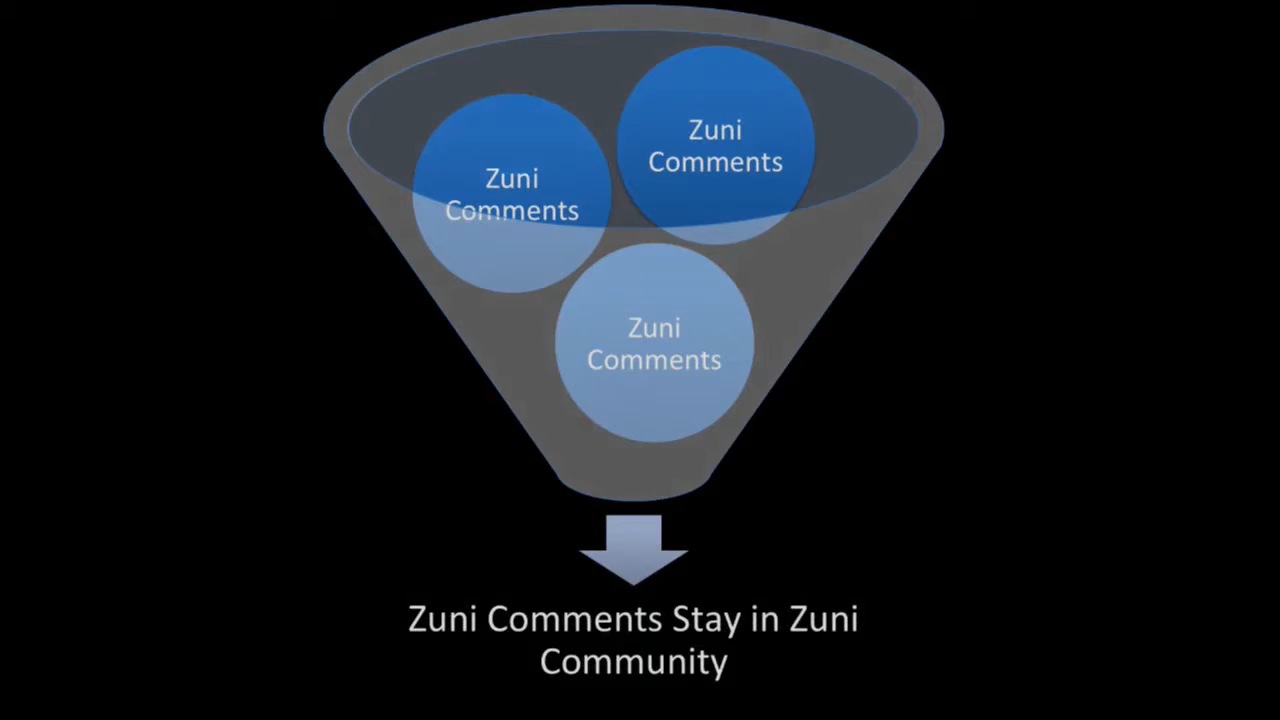 Zuni
Comments
Zuni
Comments
Zuni
Comments
Zuni Comments Stay in Zuni
Community